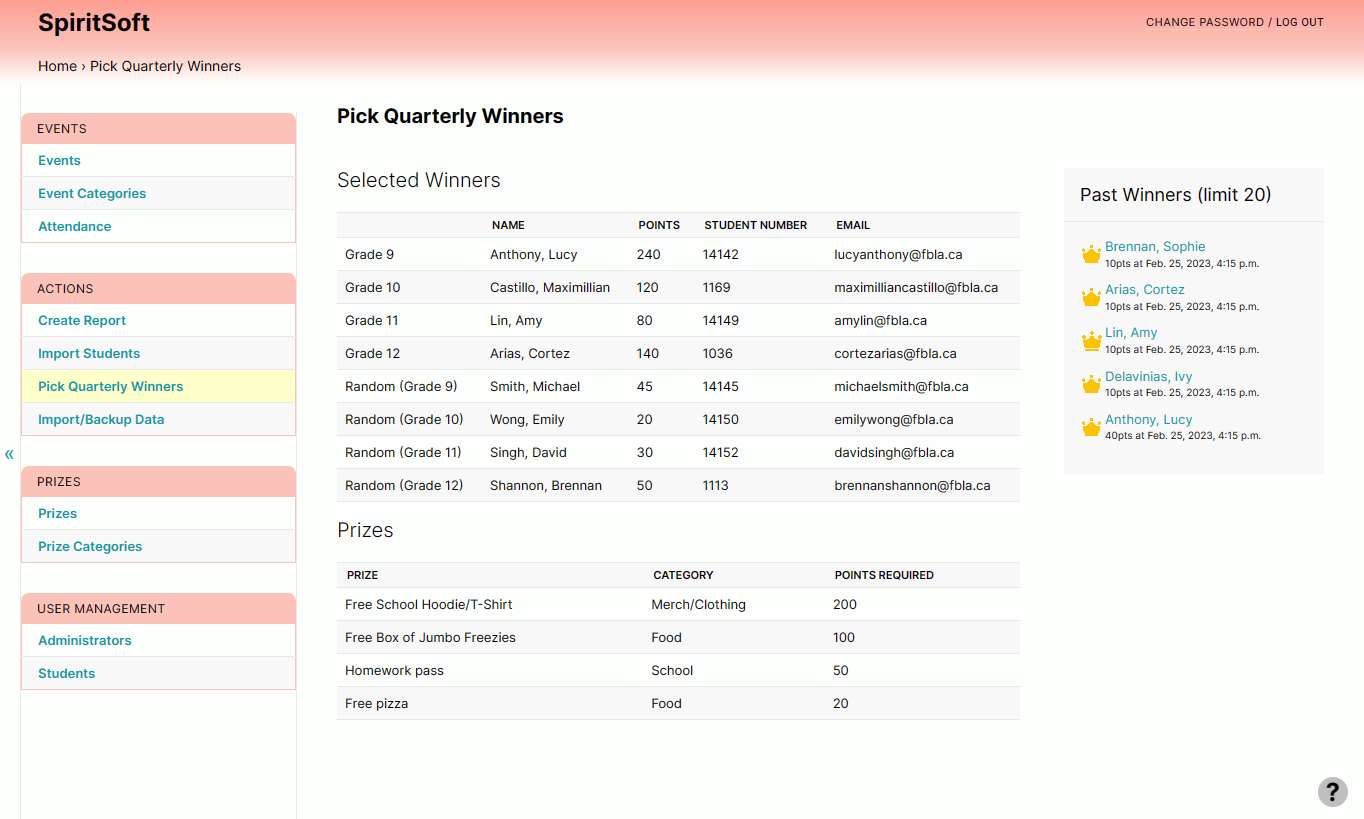 SpiritSoft
CHANGE PASSWORD / LOG OUT
Home › Pick Quarterly Winners
EVENTS
Events
Event Categories
Attendance
ACTIONS
Create Report
Import Students
Pick Quarterly Winners
Import/Backup Data
«
PRIZES
Prizes
Prize Categories
USER MANAGEMENT
Administrators
Students
Pick Quarterly Winners
Selected Winners
NAME POINTS STUDENT NUMBER EMAIL
Grade 9 Anthony, Lucy 240 14142 lucyanthony@fbla.ca
Grade 10 Castillo, Maximillian 120 1169 maximilliancastillo@fbla.ca
Grade 11 Lin, Amy 80 14149 amylin@fbla.ca
Grade 12 Arias, Cortez 140 1036 cortezarias@fbla.ca
Random (Grade 9) Smith, Michael 45 14145 michaelsmith@fbla.ca
Random (Grade 10) Wong, Emily 20 14150 emilywong@fbla.ca
Random (Grade 11) Singh, David 30 14152 davidsingh@fbla.ca
Random (Grade 12) Shannon, Brennan 50 1113 brennanshannon@fbla.ca
Prizes
PRIZE CATEGORY POINTS REQUIRED
Free School Hoodie/T-Shirt Merch/Clothing 200
Free Box of Jumbo Freezies Food 100
Homework pass School 50
Free pizza Food 20
Past Winners (limit 20)
Brennan, Sophie
10pts at Feb. 25, 2023, 4:15 p.m.
Arias, Cortez
10pts at Feb. 25, 2023, 4:15 p.m.
Lin, Amy
10pts at Feb. 25, 2023, 4:15 p.m.
Delavinias, Ivy
10pts at Feb. 25, 2023, 4:15 p.m.
Anthony, Lucy
40pts at Feb. 25, 2023, 4:15 p.m.
?